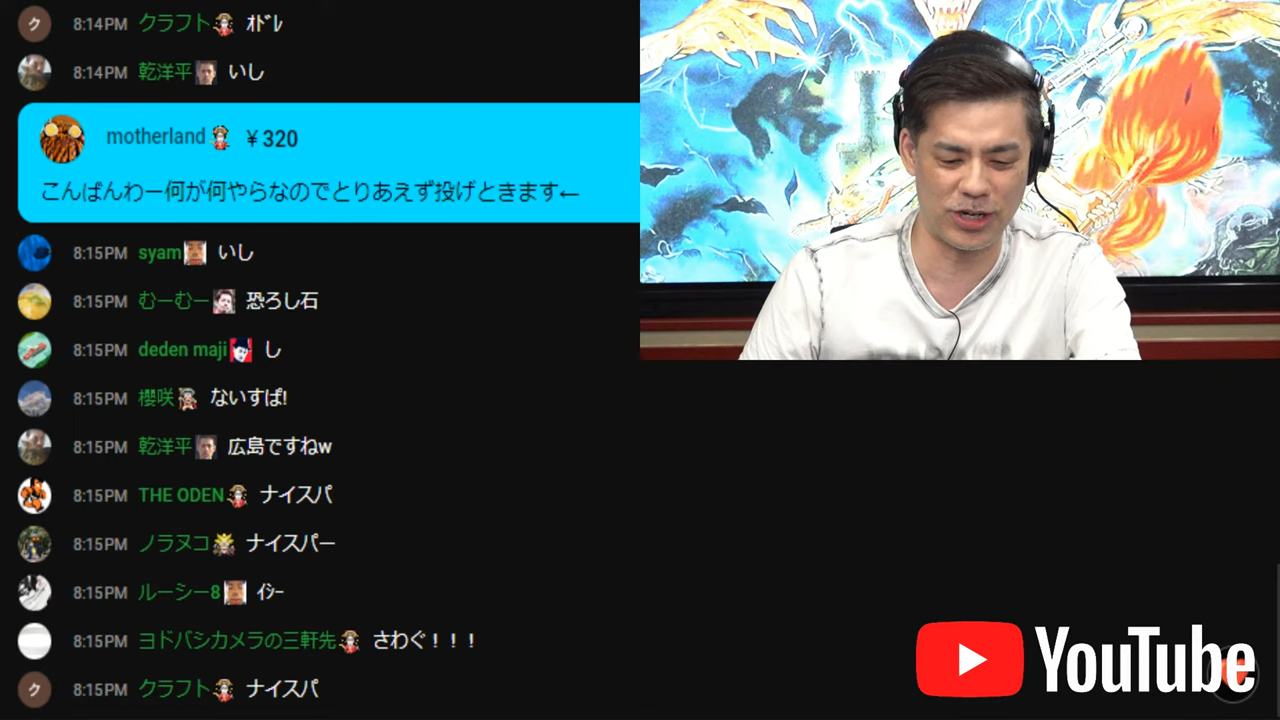 ク 8:14PM クラフト ｵﾄﾞﾚ
8:14PM 乾洋平 いし
motherland ¥320
こんばんわー何が何やらなのでとりあえず投げときます←
8:15PM syam いし
8:15PM むーむー 恐ろし石
8:15PM deden maji し
8:15PM 櫻咲 ないすぱ!
8:15PM 乾洋平 広島ですねw
8:15PM THE ODEN ナイスパ
8:15PM ノラヌコ ナイスパー
8:15PM ルーシー8 ｲｼｰ
8:15PM ヨドバシカメラの三軒先 さわぐ！！！
ク 8:15PM クラフト ナイスパ
YouTube